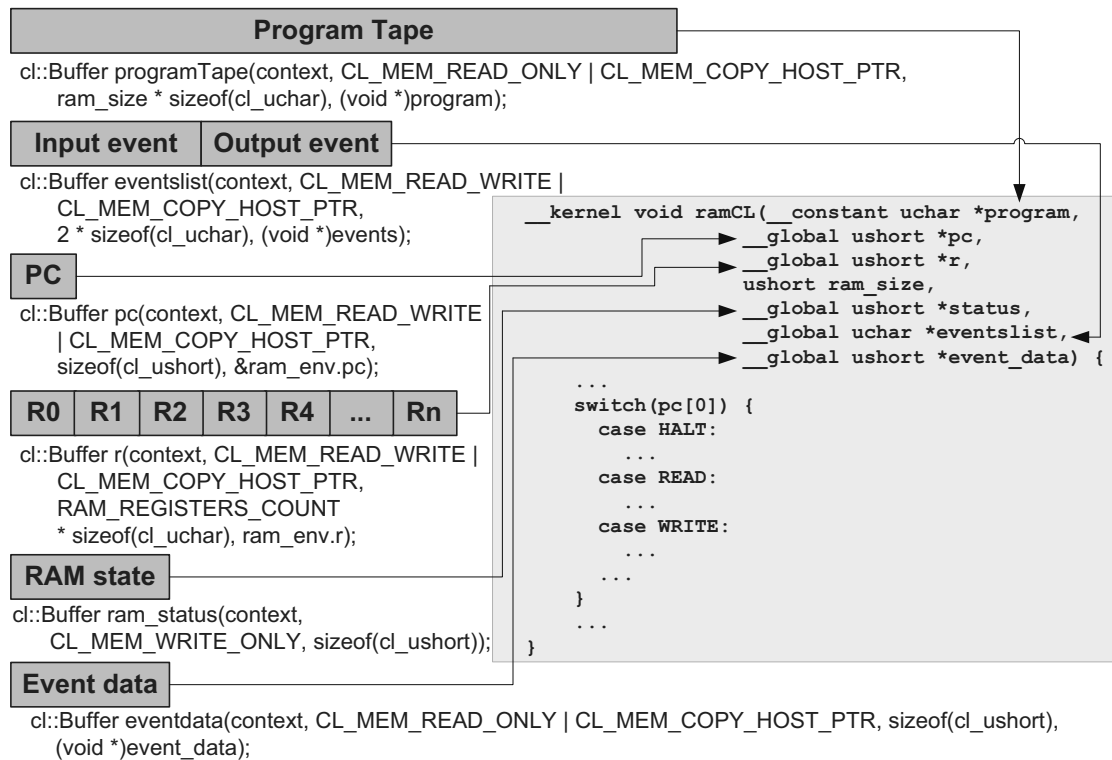 Program Tape
cl::Buffer programTape(context, CL_MEM_READ_ONLY | CL_MEM_COPY_HOST_PTR,
ram_size * sizeof(cl_uchar), (void *)program);
Input event Output event
cl::Buffer eventslist(context, CL_MEM_READ_WRITE |
CL_MEM_COPY_HOST_PTR,
2 * sizeof(cl_uchar), (void *)events);
PC
cl::Buffer pc(context, CL_MEM_READ_WRITE
| CL_MEM_COPY_HOST_PTR,
sizeof(cl_ushort), &ram_env.pc);
R0 R1 R2 R3 R4 ... Rn
cl::Buffer r(context, CL_MEM_READ_WRITE |
CL_MEM_COPY_HOST_PTR,
RAM_REGISTERS_COUNT
* sizeof(cl_uchar), ram_env.r);
RAM state
cl::Buffer ram_status(context,
CL_MEM_WRITE_ONLY, sizeof(cl_ushort));
Event data
cl::Buffer eventdata(context, CL_MEM_READ_ONLY | CL_MEM_COPY_HOST_PTR, sizeof(cl_ushort),
(void *)event_data);
__kernel void ramCL(__constant uchar *program,
__global ushort *pc,
__global ushort *r,
ushort ram_size,
__global ushort *status,
__global uchar *eventslist,
__global ushort *event_data) {
...
switch(pc[0]) {
case HALT:
...
case READ:
...
case WRITE:
...
...
}
...
}